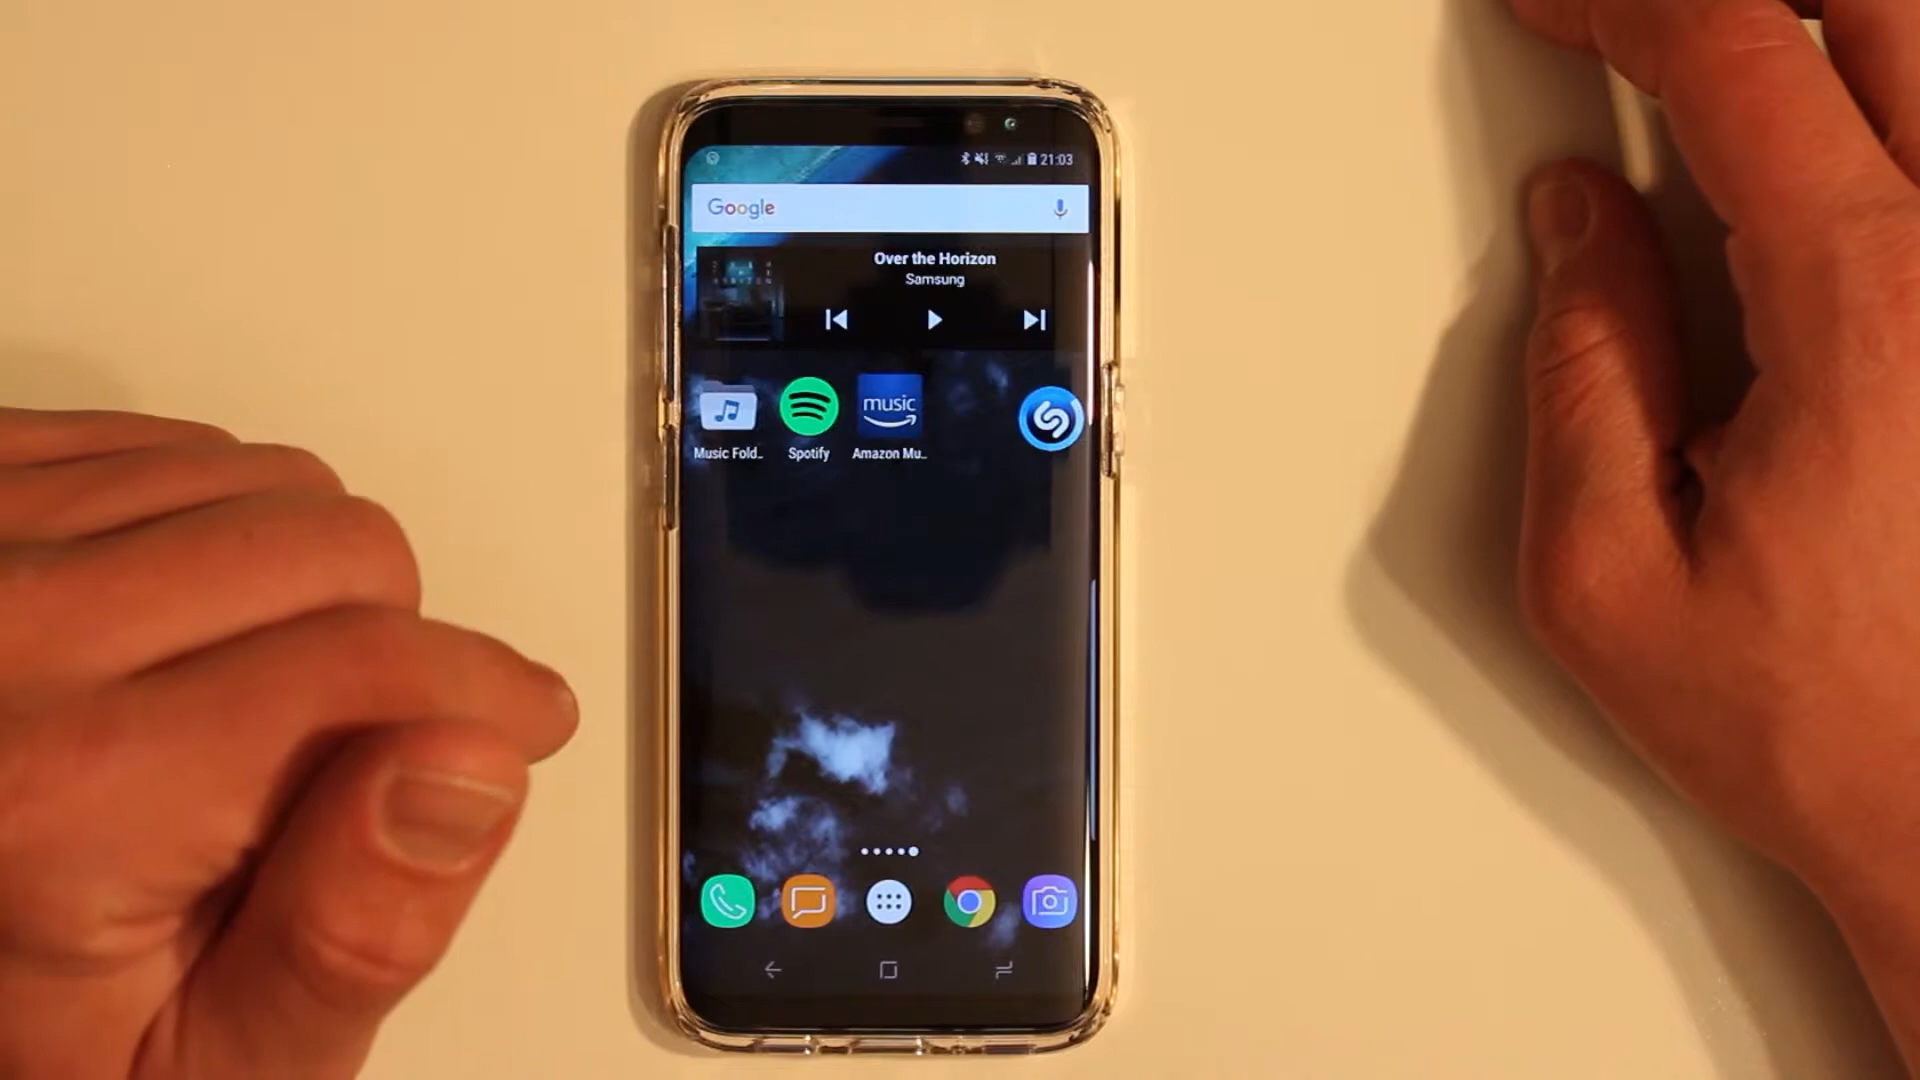 21:03
Google
Over the Horizon
Samsung
music
Music Fold..
Spotify
Amazon Mu..